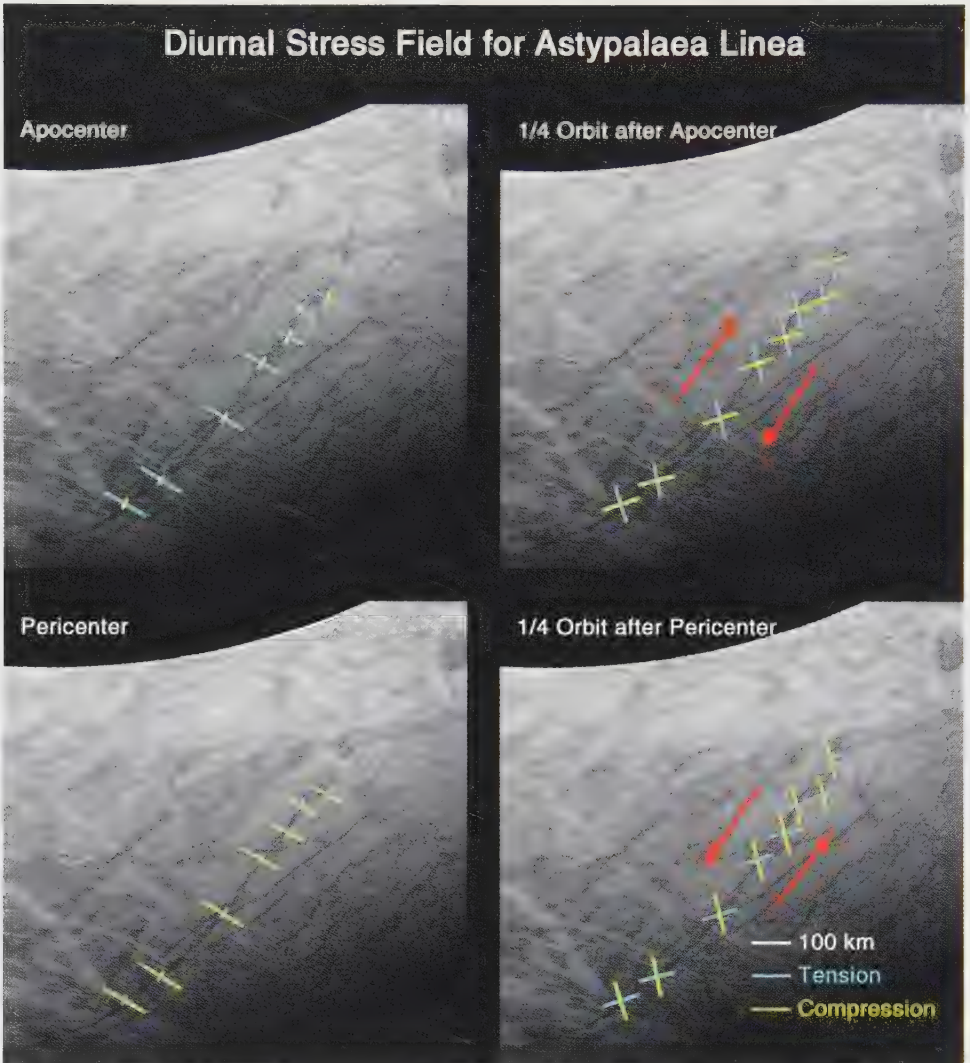 Diurnal Stress Field for Astypalaea Linea
Apocenter
1/4 Orbit after Apocenter
Pericenter
1/4 Orbit after Pericenter
100 km
Tension
Compression